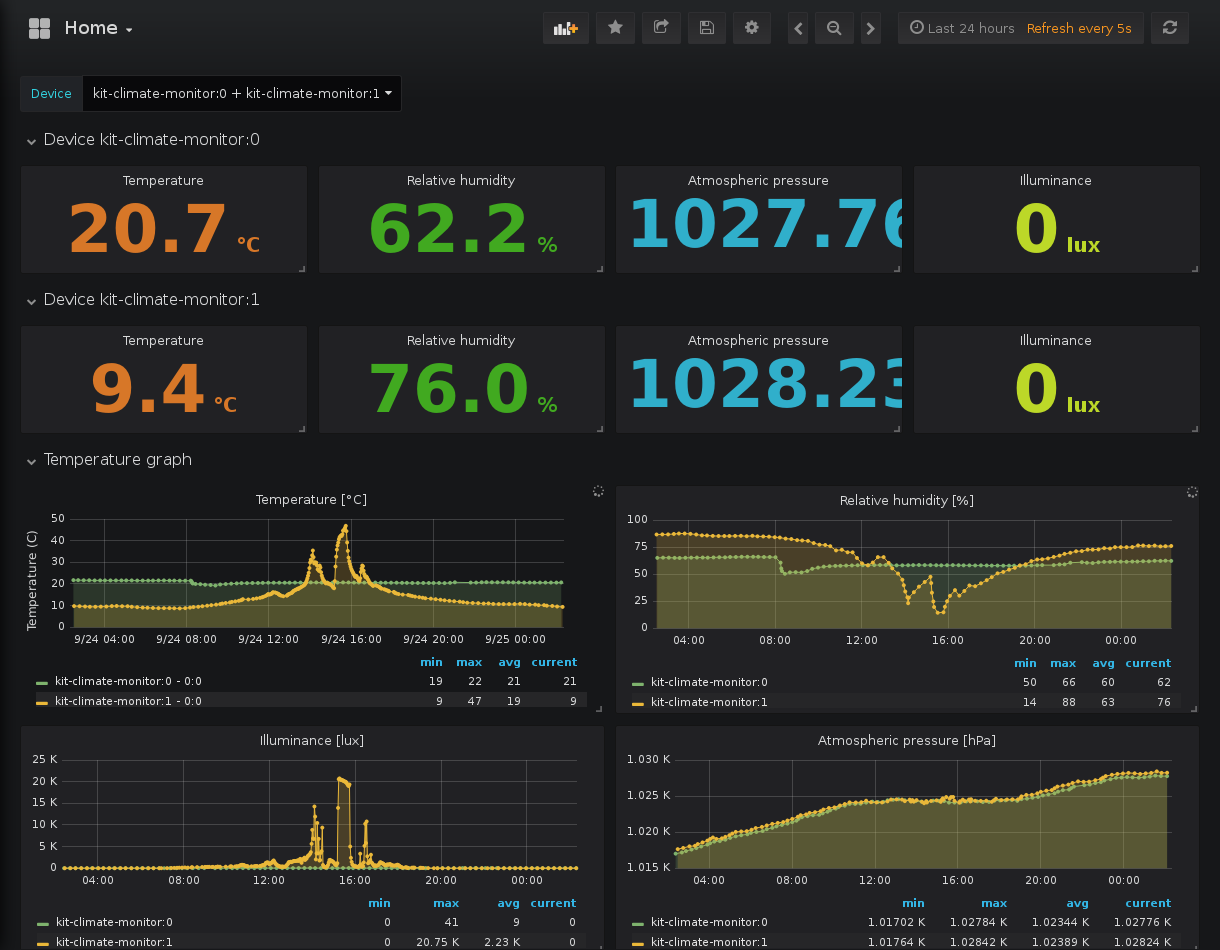 Home
Last 24 hours Refresh every 5s
Device kit-climate-monitor:0 + kit-climate-monitor:1
Device kit-climate-monitor:0
Temperature Relative humidity Atmospheric pressure Illuminance
20.7 °C 62.2 % 1027.76 0 lux
Device kit-climate-monitor:1
Temperature Relative humidity Atmospheric pressure Illuminance
9.4 °C 76.0 % 1028.23 0 lux
Temperature graph
Temperature [°C]
Temperature (C)
50
40
30
20
10
0
9/24 04:00 9/24 08:00 9/24 12:00 9/24 16:00 9/24 20:00 9/25 00:00
min max avg current
kit-climate-monitor:0 - 0:0 19 22 21 21
kit-climate-monitor:1 - 0:0 9 47 19 9
Relative humidity [%]
100
75
50
25
0
04:00 08:00 12:00 16:00 20:00 00:00
min max avg current
kit-climate-monitor:0 50 66 60 62
kit-climate-monitor:1 14 88 63 76
Illuminance [lux]
25 K
20 K
15 K
10 K
5 K
0
04:00 08:00 12:00 16:00 20:00 00:00
min max avg current
kit-climate-monitor:0 0 41 9 0
kit-climate-monitor:1 0 20.75 K 2.23 K 0
Atmospheric pressure [hPa]
1.030 K
1.025 K
1.020 K
1.015 K
04:00 08:00 12:00 16:00 20:00 00:00
min max avg current
kit-climate-monitor:0 1.01702 K 1.02784 K 1.02344 K 1.02776 K
kit-climate-monitor:1 1.01764 K 1.02842 K 1.02389 K 1.02824 K